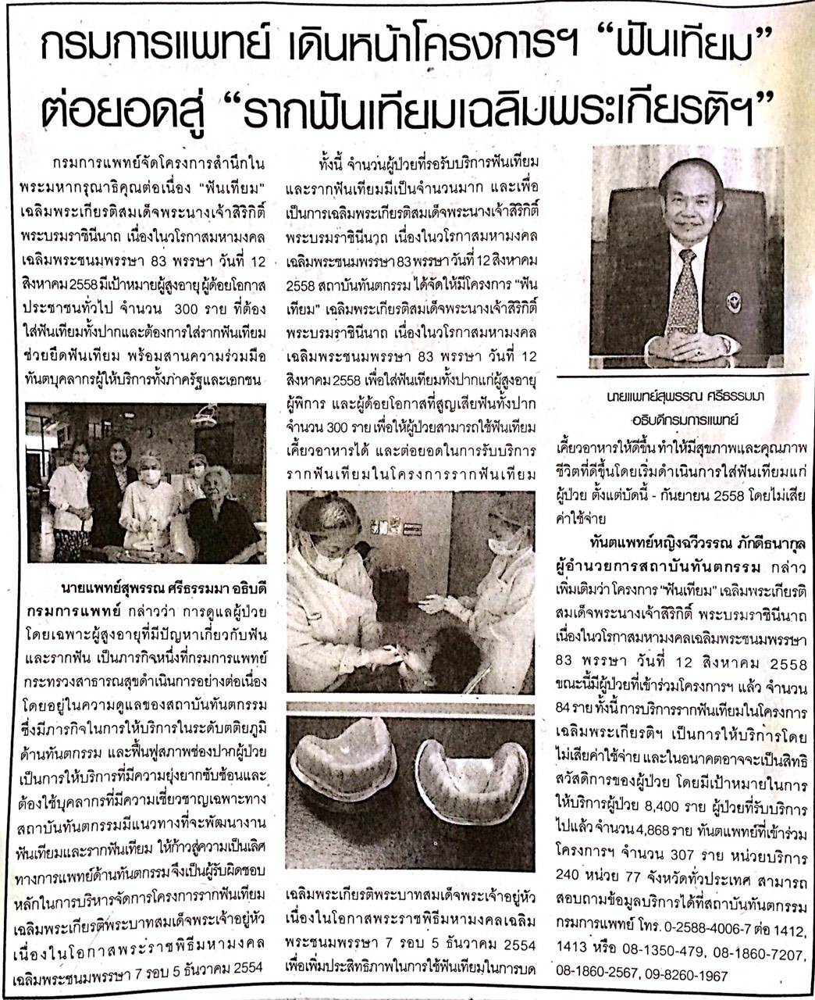 กรมการแพทย์ เดินหน้าโครงการฯ “ฟันเทียม”
ต่อยอดสู่ “รากฟันเทียมเฉลิมพระเกียรติฯ”
กรมการแพทย์จัดโครงการสำนึกใน
พระมหากรุณาธิคุณต่อเนื่อง “ฟันเทียม”
เฉลิมพระเกียรติสมเด็จพระนางเจ้าสิริกิติ์
พระบรมราชินีนาถ เนื่องในวโรกาสมหามงคล
เฉลิมพระชนมพรรษา 83 พรรษา วันที่ 12
สิงหาคม 2558 มีเป้าหมายผู้สูงอายุ ผู้ด้อยโอกาส
ประชาชนทั่วไป จำนวน 300 ราย ที่ต้อง
ใส่ฟันเทียมทั้งปากและต้องการใส่รากฟันเทียม
ช่วยยึดฟันเทียม พร้อมสานความร่วมมือ
ทันตบุคลากรผู้ให้บริการทั้งภาครัฐและเอกชน
นายแพทย์สุพรรณ ศรีธรรมมา อธิบดี
กรมการแพทย์ กล่าวว่า การดูแลผู้ป่วย
โดยเฉพาะผู้สูงอายุที่มีปัญหาเกี่ยวกับฟัน
และรากฟัน เป็นภารกิจหนึ่งที่กรมการแพทย์
กระทรวงสาธารณสุขดำเนินการอย่างต่อเนื่อง
โดยอยู่ในความดูแลของสถาบันทันตกรรม
ซึ่งมีภารกิจในการให้บริการในระดับตติยภูมิ
ด้านทันตกรรม และฟื้นฟูสภาพช่องปากผู้ป่วย
เป็นการให้บริการที่มีความยุ่งยากซับซ้อนและ
ต้องใช้บุคลากรที่มีความเชี่ยวชาญเฉพาะทาง
สถาบันทันตกรรมมีแนวทางที่จะพัฒนางาน
ฟันเทียมและรากฟันเทียม ให้ก้าวสู่ความเป็นเลิศ
ทางการแพทย์ด้านทันตกรรม จึงเป็นผู้รับผิดชอบ
หลักในการบริหารจัดการโครงการรากฟันเทียม
เฉลิมพระเกียรติพระบาทสมเด็จพระเจ้าอยู่หัว
เนื่องในโอกาสพระราชพิธีมหามงคล
เฉลิมพระชนมพรรษา 7 รอบ 5 ธันวาคม 2554
ทั้งนี้ จำนวนผู้ป่วยที่รอรับบริการฟันเทียม
และรากฟันเทียมมีเป็นจำนวนมาก และเพื่อ
เป็นการเฉลิมพระเกียรติสมเด็จพระนางเจ้าสิริกิติ์
พระบรมราชินีนาถ เนื่องในวโรกาสมหามงคล
เฉลิมพระชนมพรรษา 83 พรรษา วันที่ 12 สิงหาคม
2558 สถาบันทันตกรรม ได้จัดให้มีโครงการ “ฟัน
เทียม” เฉลิมพระเกียรติสมเด็จพระนางเจ้าสิริกิติ์
พระบรมราชินีนาถ เนื่องในวโรกาสมหามงคล
เฉลิมพระชนมพรรษา 83 พรรษา วันที่ 12
สิงหาคม 2558 เพื่อใส่ฟันเทียมทั้งปากแก่ผู้สูงอายุ
ผู้พิการ และผู้ด้อยโอกาสที่สูญเสียฟันทั้งปาก
จำนวน 300 ราย เพื่อให้ผู้ป่วยสามารถใช้ฟันเทียม
เคี้ยวอาหารได้ และต่อยอดในการรับบริการ
รากฟันเทียมในโครงการรากฟันเทียม
เฉลิมพระเกียรติพระบาทสมเด็จพระเจ้าอยู่หัว
เนื่องในโอกาสพระราชพิธีมหามงคลเฉลิม
พระชนมพรรษา 7 รอบ 5 ธันวาคม 2554
เพื่อเพิ่มประสิทธิภาพในการใช้ฟันเทียมในการบด
นายแพทย์สุพรรณ ศรีธรรมมา
อธิบดีกรมการแพทย์
เคี้ยวอาหารให้ดีขึ้น ทำให้มีสุขภาพและคุณภาพ
ชีวิตที่ดีขึ้นโดยเริ่มดำเนินการใส่ฟันเทียมแก่
ผู้ป่วย ตั้งแต่บัดนี้ - กันยายน 2558 โดยไม่เสีย
ค่าใช้จ่าย
ทันตแพทย์หญิงฉวีวรรณ ภักดีธนากุล
ผู้อำนวยการสถาบันทันตกรรม กล่าว
เพิ่มเติมว่า โครงการ “ฟันเทียม” เฉลิมพระเกียรติ
สมเด็จพระนางเจ้าสิริกิติ์ พระบรมราชินีนาถ
เนื่องในวโรกาสมหามงคลเฉลิมพระชนมพรรษา
83 พรรษา วันที่ 12 สิงหาคม 2558
ขณะนี้มีผู้ป่วยที่เข้าร่วมโครงการฯ แล้ว จำนวน
84 ราย ทั้งนี้ การบริการรากฟันเทียมในโครงการ
เฉลิมพระเกียรติฯ เป็นการให้บริการโดย
ไม่เสียค่าใช้จ่าย และในอนาคตอาจจะเป็นสิทธิ
สวัสดิการของผู้ป่วย โดยมีเป้าหมายในการ
ให้บริการผู้ป่วย 8,400 ราย ผู้ป่วยที่รับบริการ
ไปแล้ว จำนวน 4,868 ราย ทันตแพทย์ที่เข้าร่วม
โครงการฯ จำนวน 307 ราย หน่วยบริการ
240 หน่วย 77 จังหวัดทั่วประเทศ สามารถ
สอบถามข้อมูลบริการได้ที่สถาบันทันตกรรม
กรมการแพทย์ โทร. 0-2588-4006-7 ต่อ 1412,
1413 หรือ 08-1350-479, 08-1860-7207,
08-1860-2567, 09-8260-1967